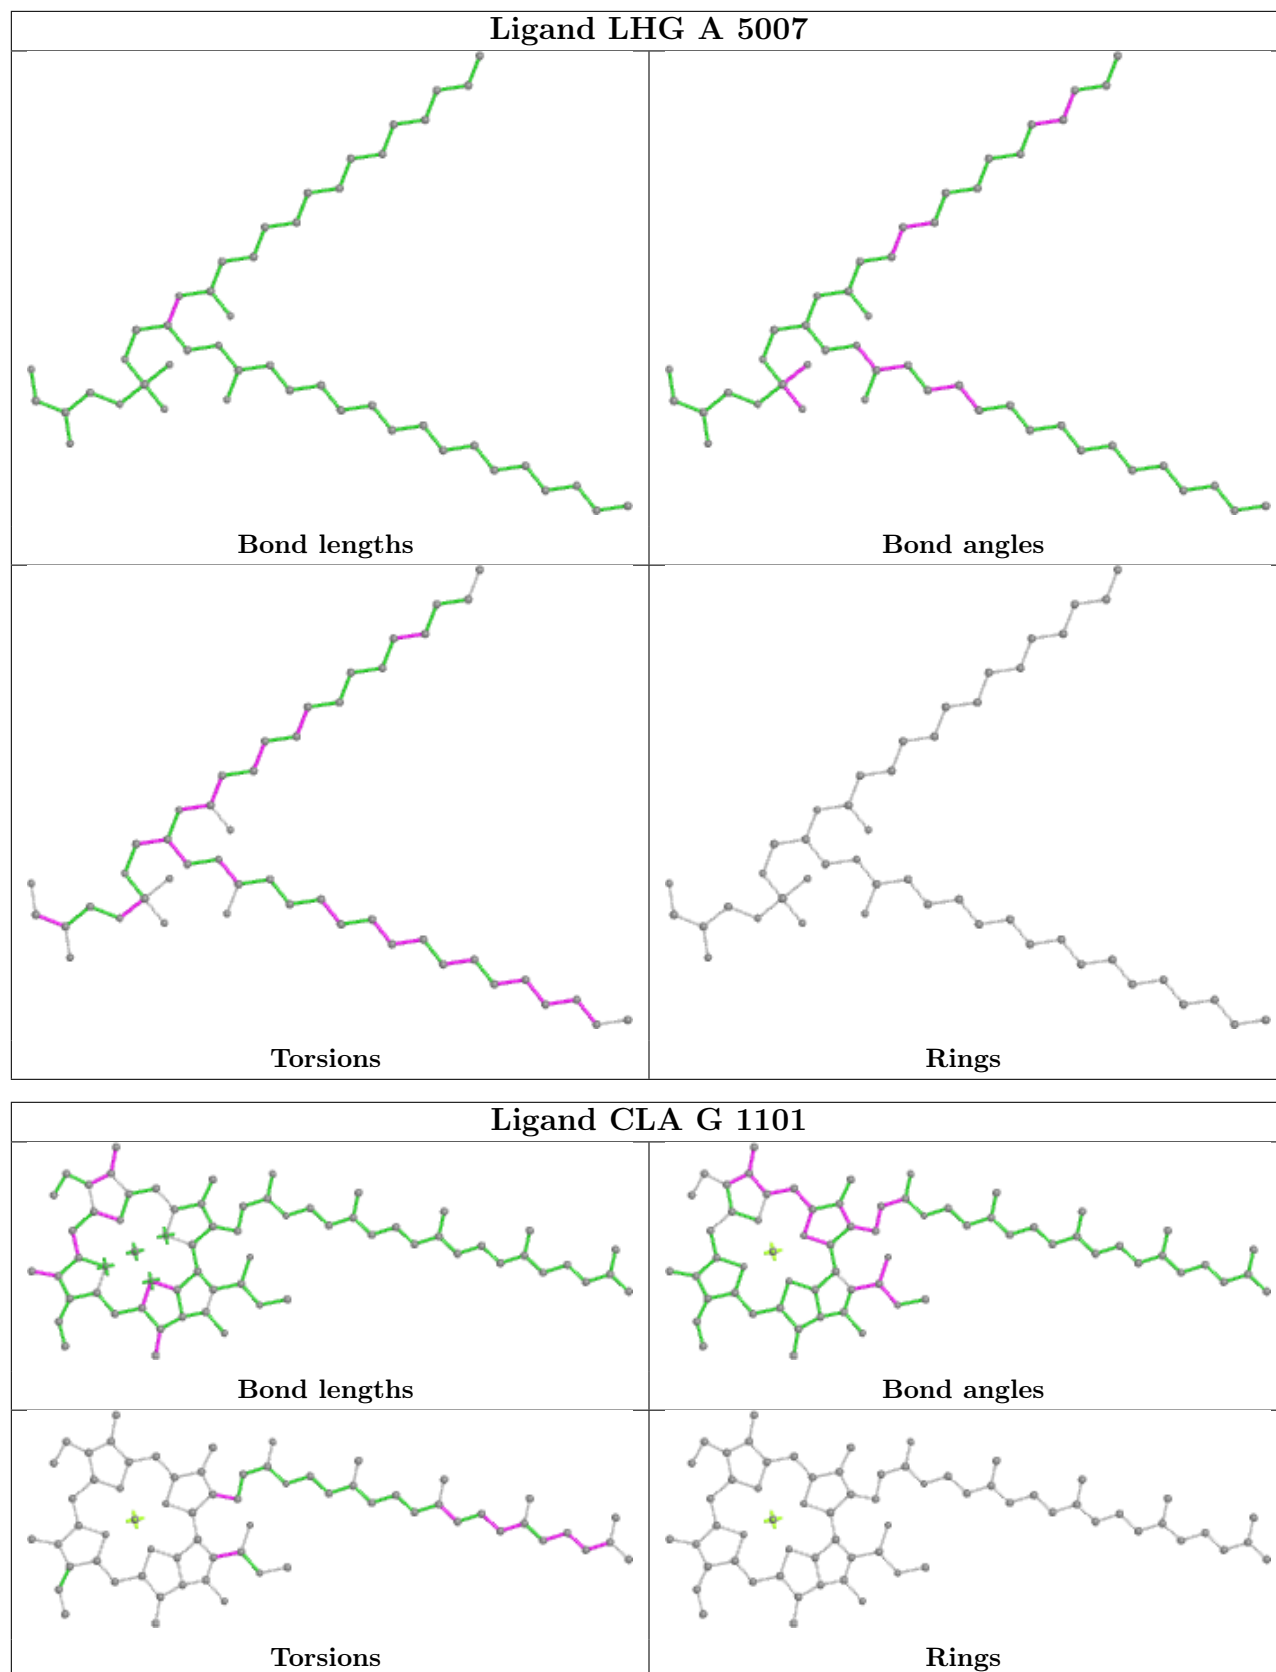 Ligand LHG A 5007
Bond lengths
Bond angles
Torsions
Rings
Ligand CLA G 1101
Bond lengths
Bond angles
Torsions
Rings